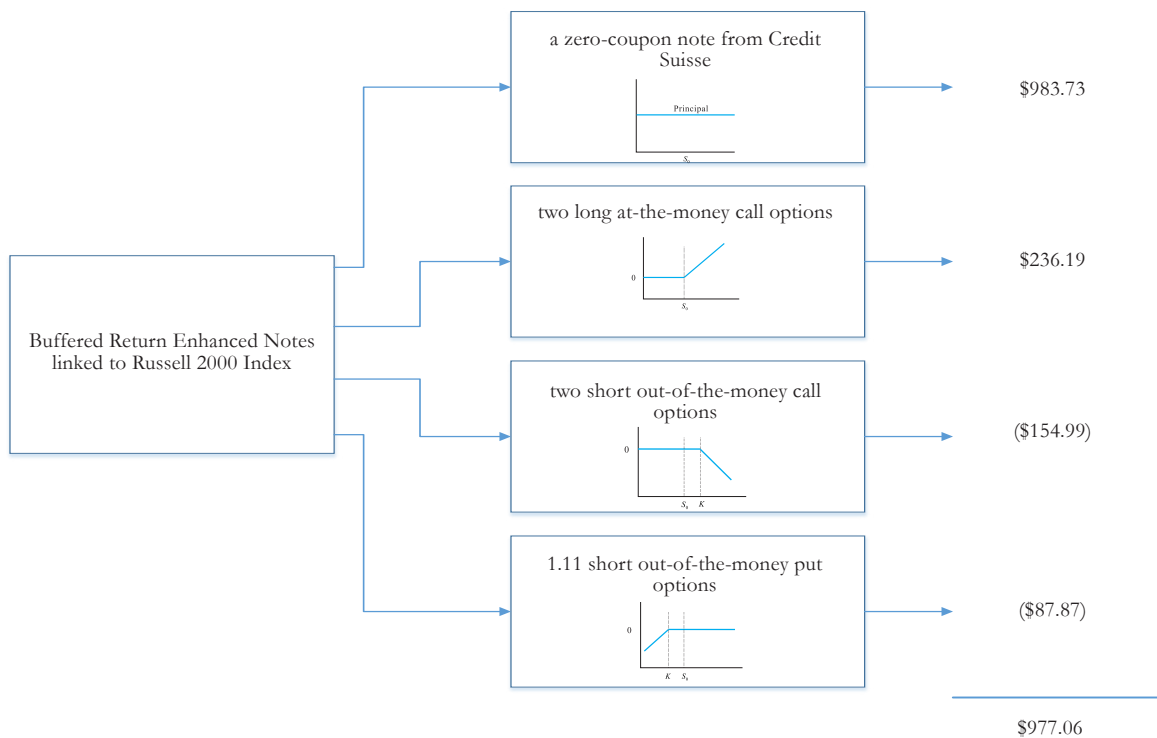 Buffered Return Enhanced Notes
linked to Russell 2000 Index
a zero-coupon note from Credit
Suisse
Principal
S₀
$983.73
two long at-the-money call options
0
S₀
$236.19
two short out-of-the-money call
options
0
S₀ K
($154.99)
1.11 short out-of-the-money put
options
0
K S₀
($87.87)
$977.06